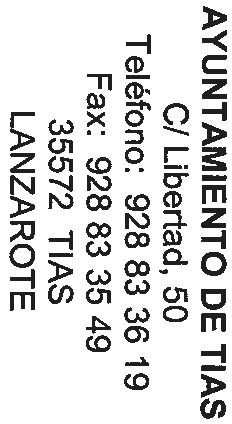 AYUNTAMIENTO DE TIAS
C/ Libertad, 50
Teléfono: 928 83 36 19
Fax: 928 83 35 49
35572 TIAS
LANZAROTE